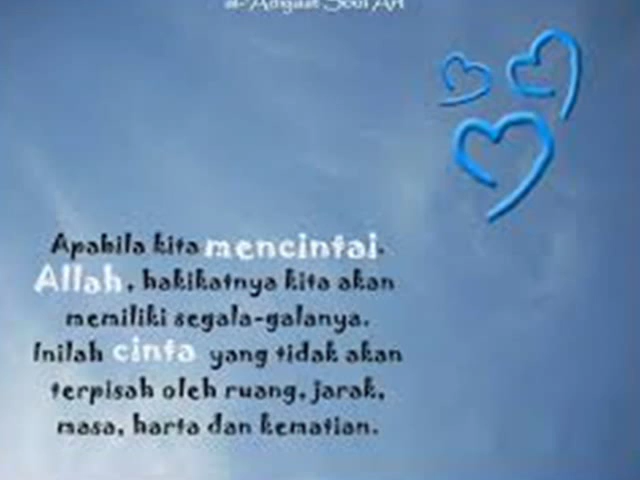 Apabila kita mencintai
Allah, hakikatnya kita akan
memiliki segala-galanya.
Inilah cinta yang tidak akan
terpisah oleh ruang, jarak,
masa, harta dan kematian.